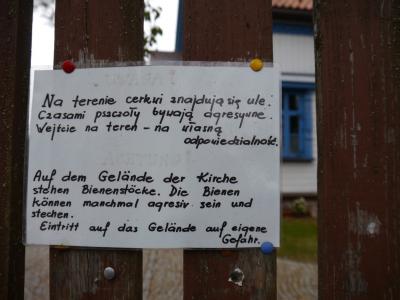 Na terenie cerkwi znajdują się ule.
Czasami pszczoły bywają agresywne.
Wejście na teren - na własną
odpowiedzialność.
Auf dem Gelände der Kirche
stehen Bienenstöcke. Die Bienen
können manchmal agresiv sein und
stechen.
Eintritt auf das Gelände auf eigene
Gefahr.